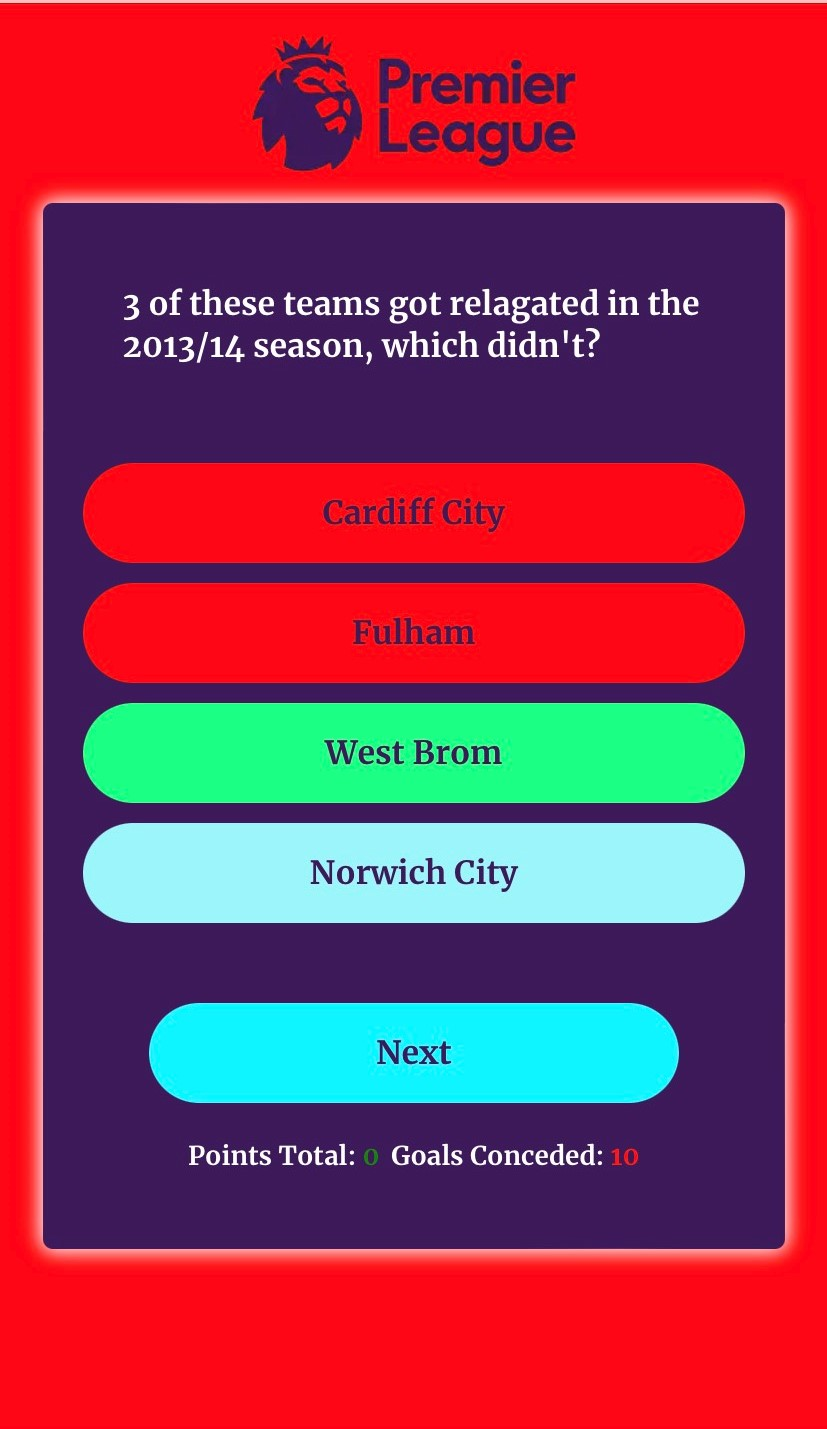 Premier
League
3 of these teams got relagated in the
2013/14 season, which didn't?
Cardiff City
Fulham
West Brom
Norwich City
Next
Points Total: 0 Goals Conceded: 10